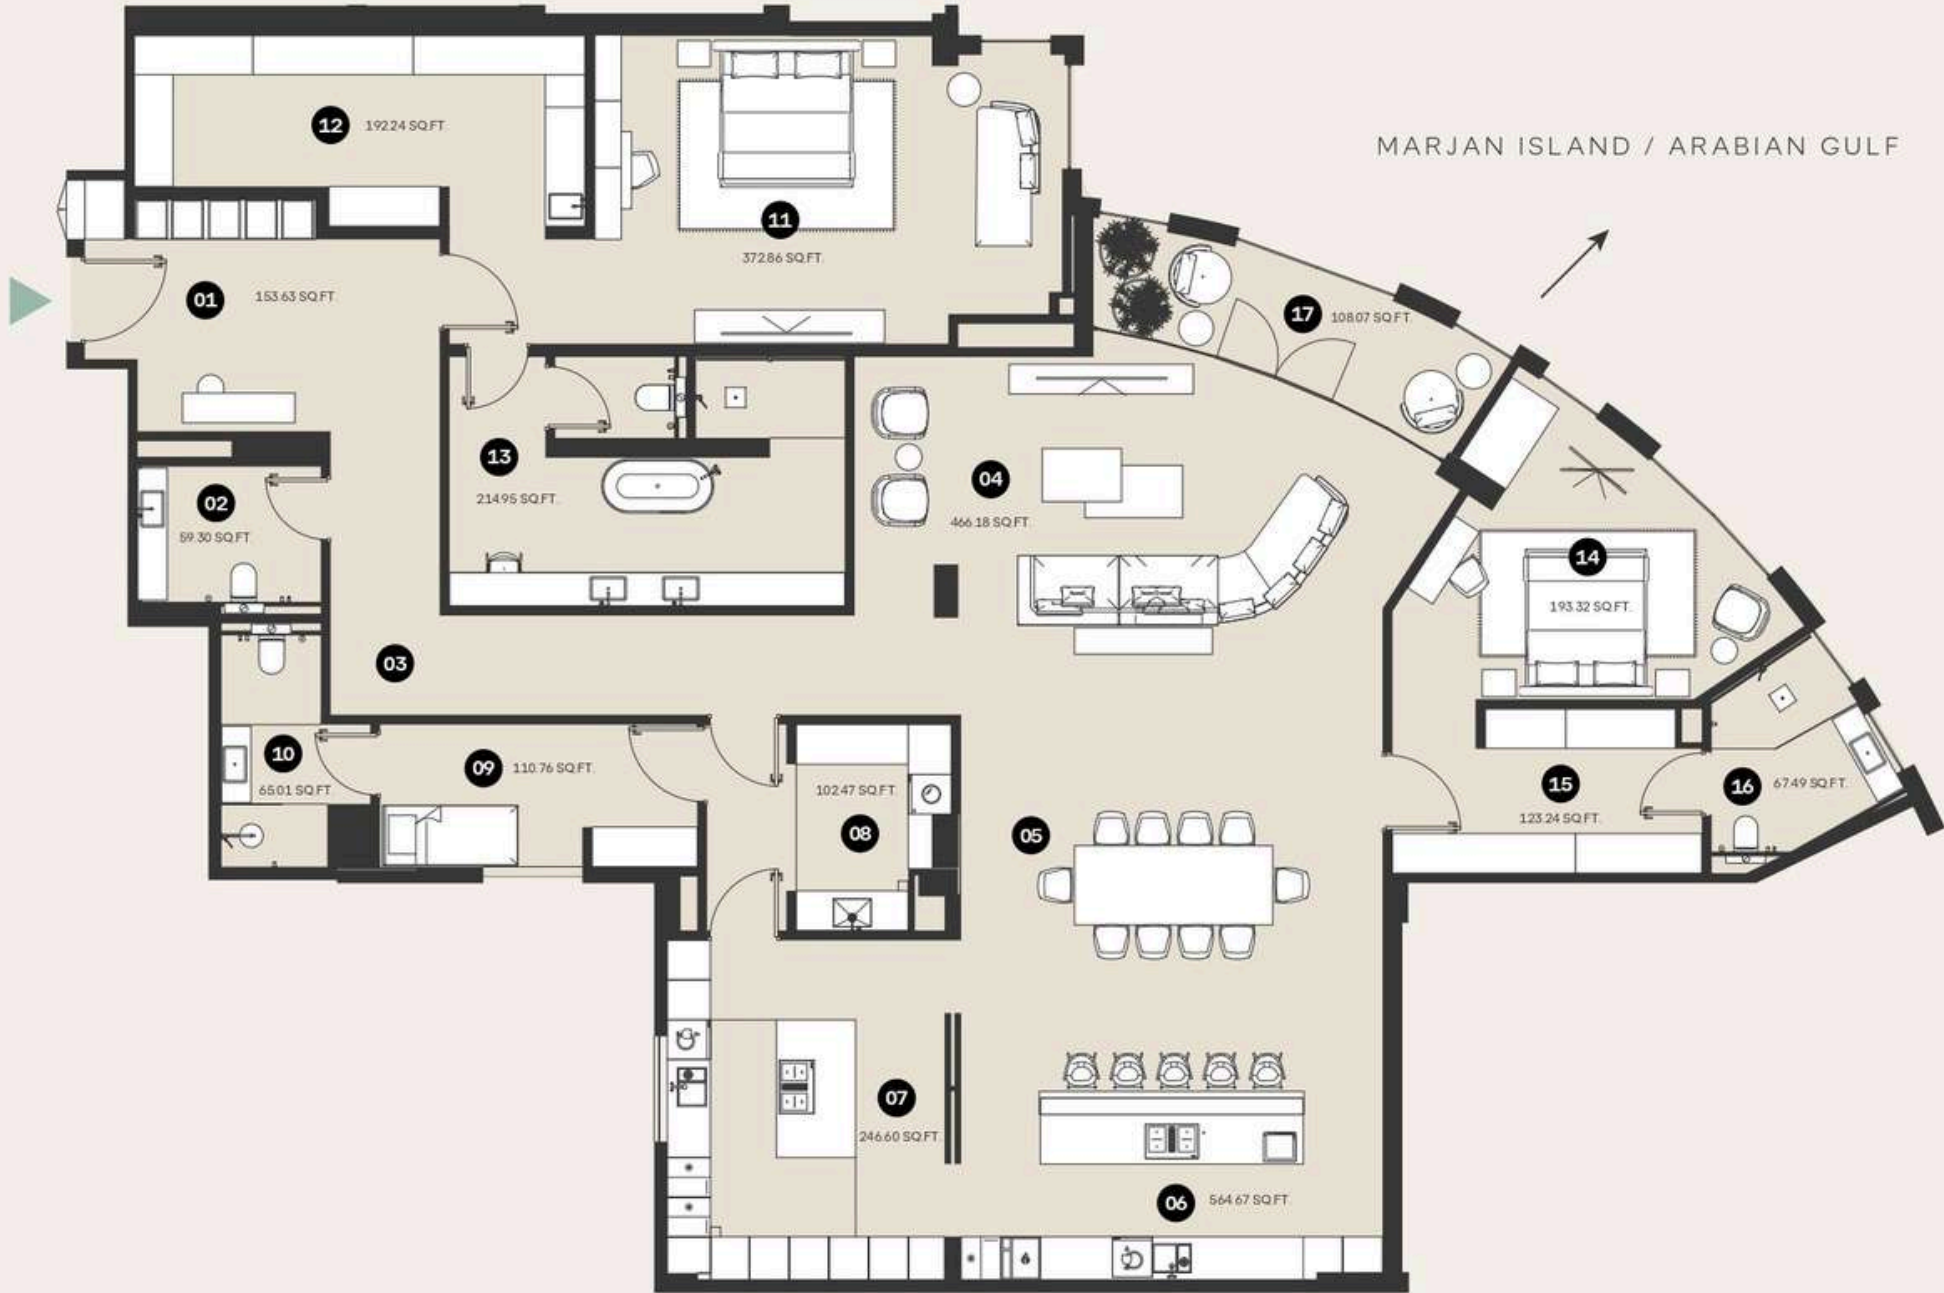 12
192.24 SQ.FT.
MARJAN ISLAND / ARABIAN GULF
11
372.86 SQ.FT.
01
153.63 SQ.FT.
17
108.07 SQ.FT.
13
214.95 SQ.FT.
04
466.18 SQ.FT.
02
59.30 SQ.FT.
14
193.32 SQ.FT.
03
10
65.01 SQ.FT.
09
110.76 SQ.FT.
102.47 SQ.FT.
08
05
15
123.24 SQ.FT.
16
67.49 SQ.FT.
07
246.60 SQ.FT.
06
564.67 SQ.FT.